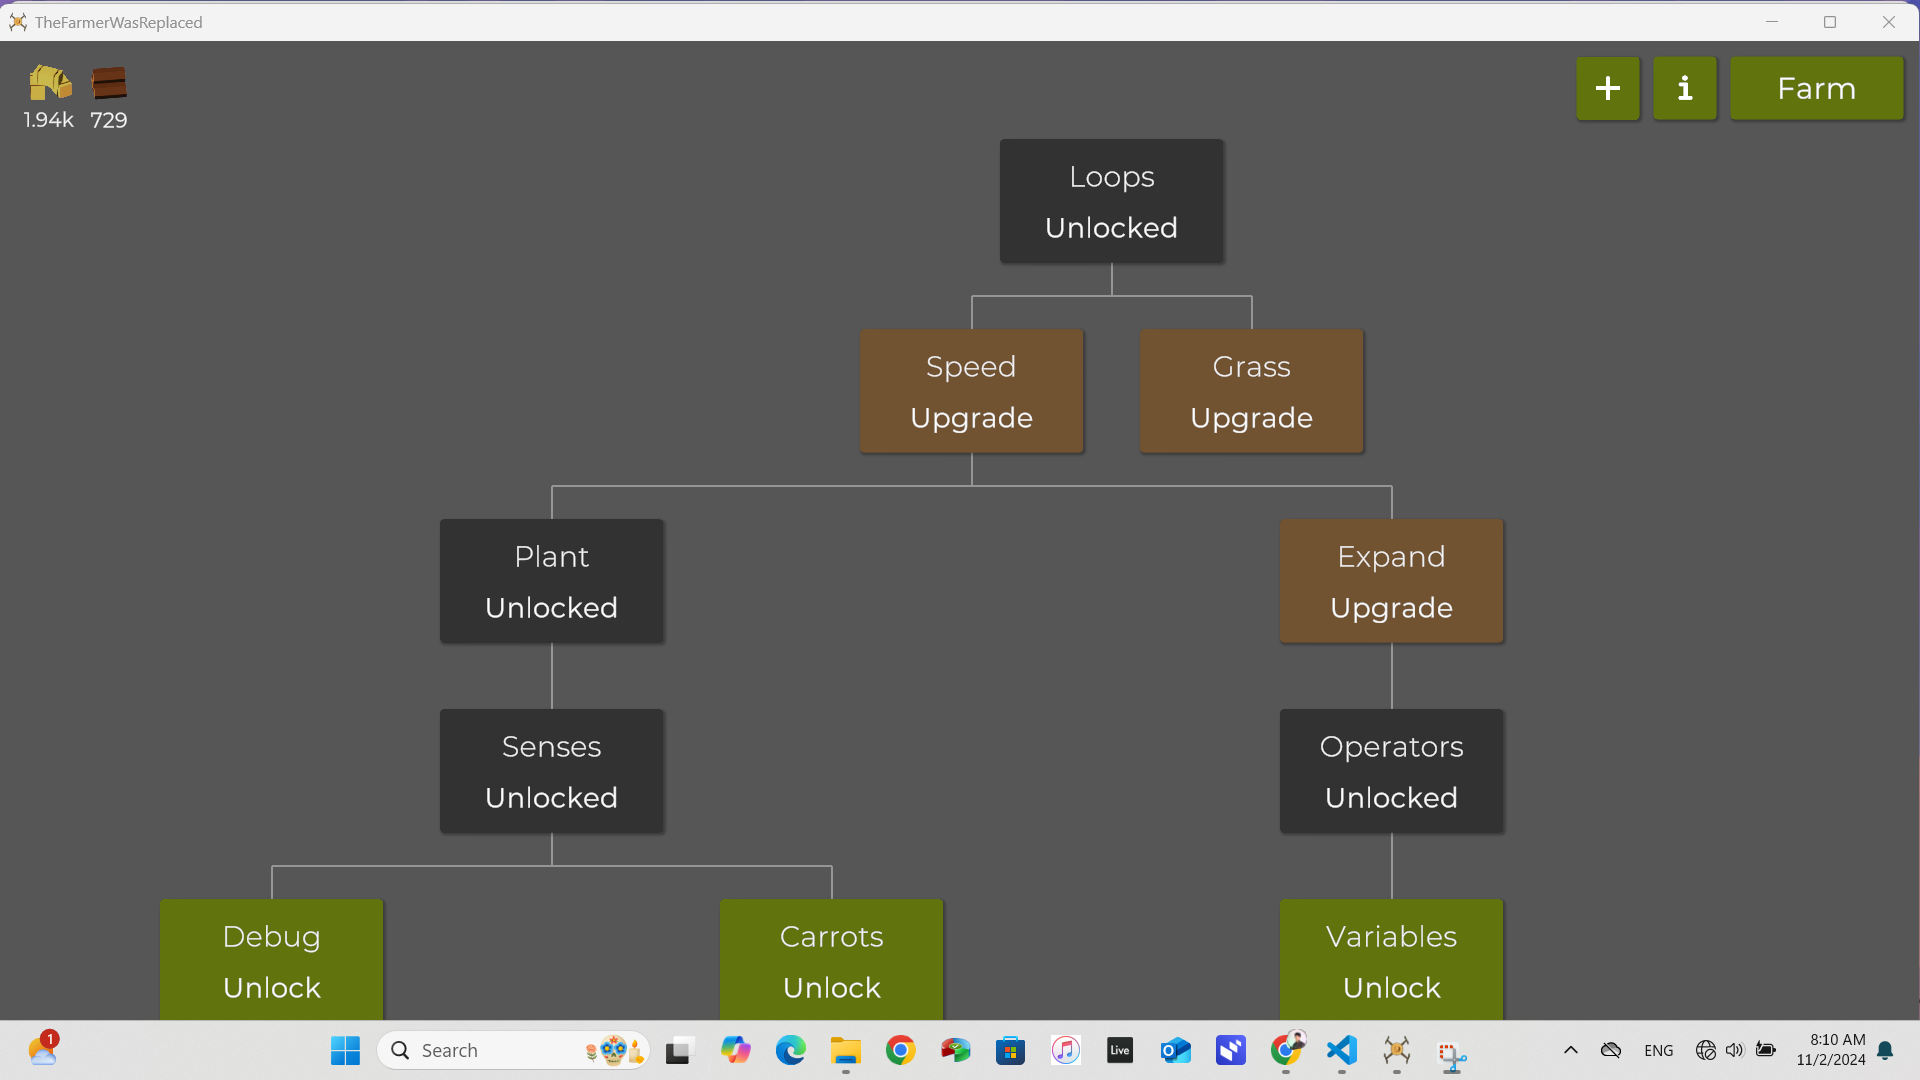 TheFarmerWasReplaced
1.94k 729
+ i Farm
Loops
Unlocked
Speed
Upgrade
Grass
Upgrade
Plant
Unlocked
Expand
Upgrade
Senses
Unlocked
Operators
Unlocked
Debug
Unlock
Carrots
Unlock
Variables
Unlock
1
Search
Live
ENG
8:10 AM
11/2/2024